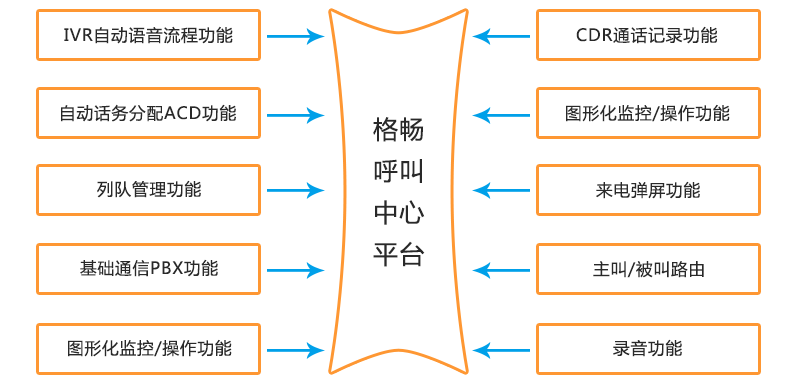 IVR自动语音流程功能
自动话务分配ACD功能
列队管理功能
基础通信PBX功能
图形化监控/操作功能
格畅
呼叫
中心
平台
CDR通话记录功能
图形化监控/操作功能
来电弹屏功能
主叫/被叫路由
录音功能